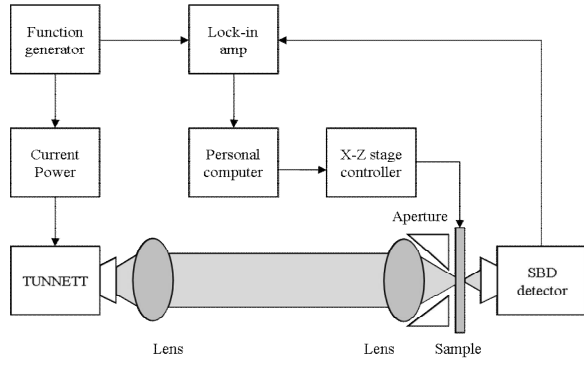 Function
generator
Lock-in
amp
Current
Power
Personal
computer
X-Z stage
controller
Aperture
TUNNETT
SBD
detector
Lens
Lens
Sample